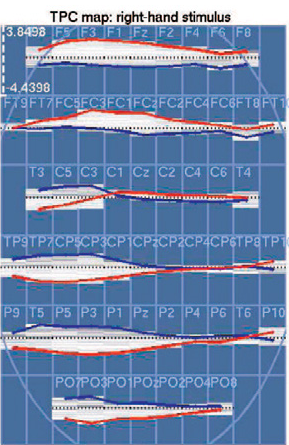 TPC map: right-hand stimulus
3.8498 F5 F3 F1 Fz F2 F4 F6 F8
-4.4398
FT9 FT7 FC5 FC3 FC1 FCz FC2 FC4 FC6 FT8 FT10
T3 C5 C3 C1 Cz C2 C4 C6 T4
TP9 TP7 CP5 CP3 CP1 CPz CP2 CP4 CP6 TP8 TP10
P9 T5 P5 P3 P1 Pz P2 P4 P6 T6 P10
PO7 PO3 PO1 POz PO2 PO4 PO8